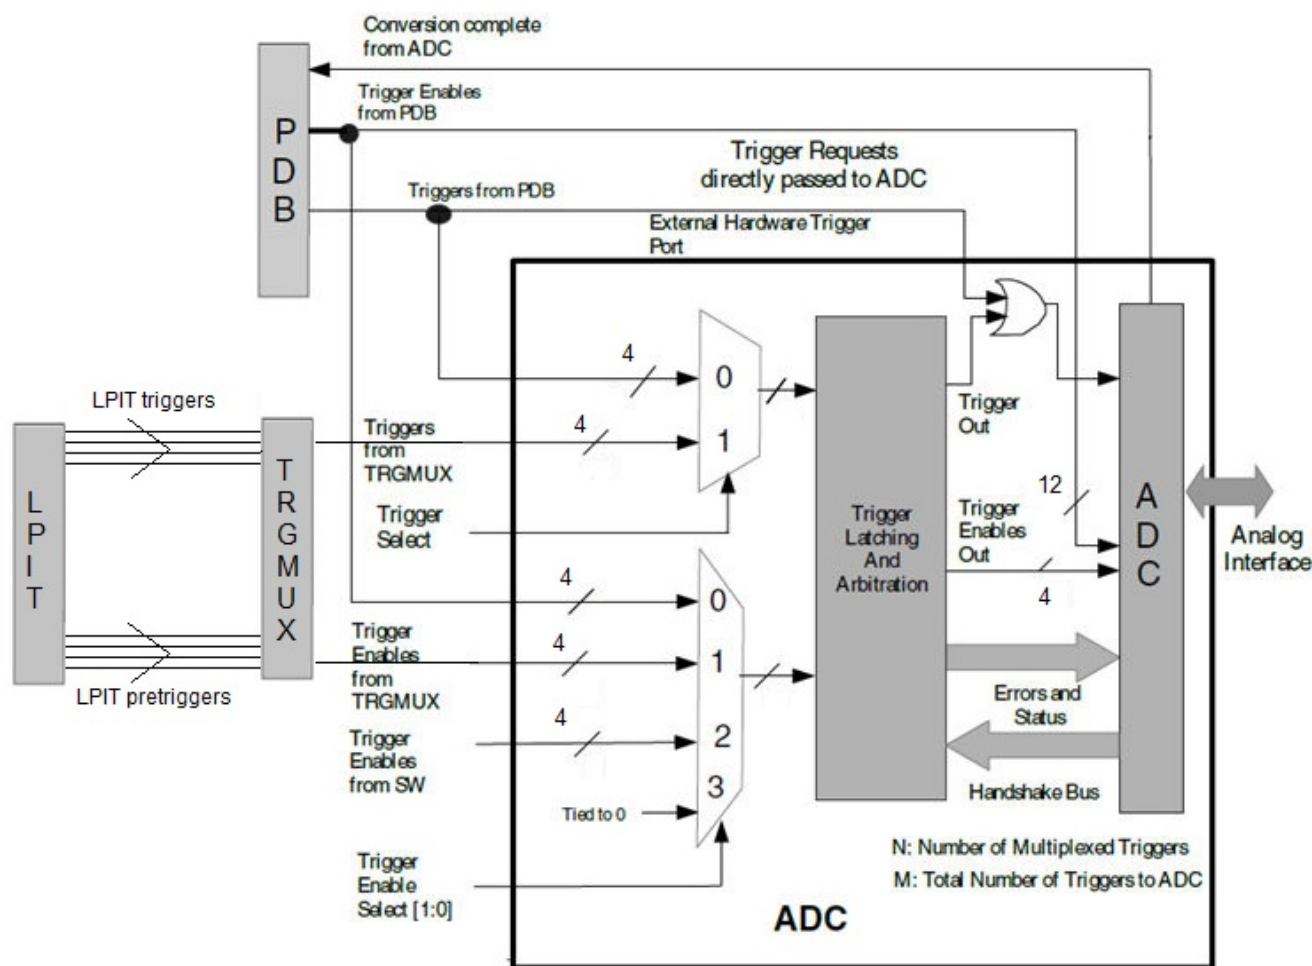 Conversion complete
from ADC
Trigger Enables
from PDB
P
D
B
Trigger Requests
directly passed to ADC
Triggers from PDB
External Hardware Trigger
Port
4
0
LPIT triggers
Triggers
from
TRGMUX
4
1
Trigger
Out
L
P
I
T
T
R
G
M
U
X
Trigger
Select
12
A
D
C
Trigger
Latching
And
Arbitration
Trigger
Enables
Out
4
Analog
Interface
4
0
Trigger
Enables
from
TRGMUX
4
1
LPIT pretriggers
Errors and
Status
Trigger
Enables
from SW
4
2
3
Tied to 0
Handshake Bus
N: Number of Multiplexed Triggers
M: Total Number of Triggers to ADC
Trigger
Enable
Select [1:0]
ADC